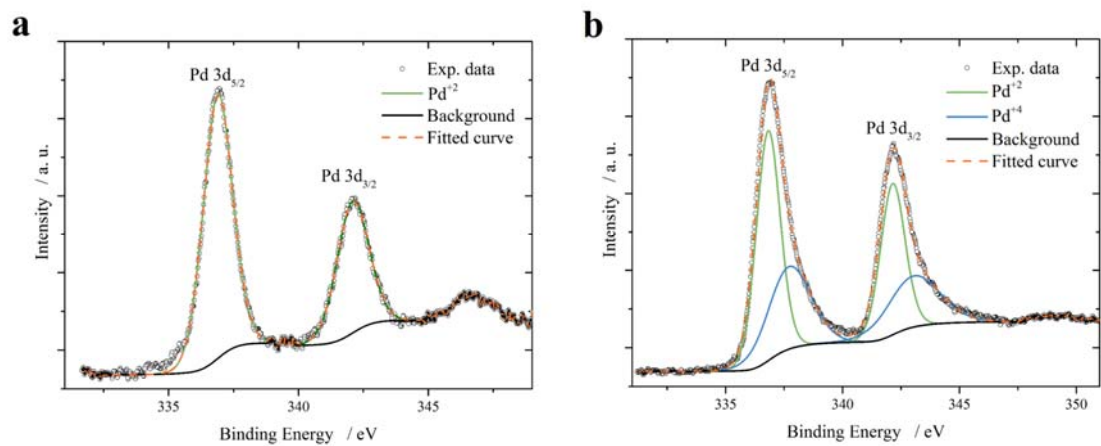 a
Pd 3d5/2
Pd 3d3/2
Exp. data
Pd+2
Background
Fitted curve
Intensity / a. u.
335 340 345
Binding Energy / eV
b
Pd 3d5/2
Pd 3d3/2
Exp. data
Pd+2
Pd+4
Background
Fitted curve
Intensity / a. u.
335 340 345 350
Binding Energy / eV